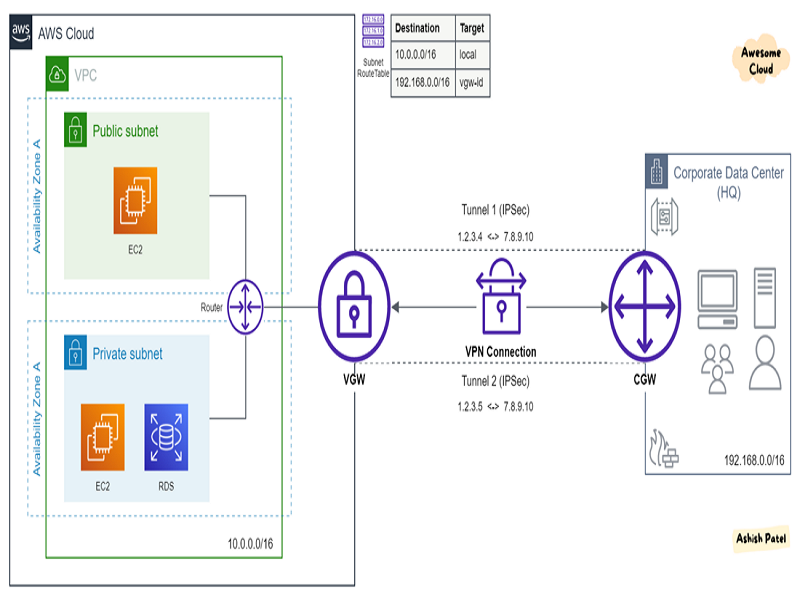 aws
AWS Cloud
VPC
Availability Zone A
Public subnet
EC2
Router
Availability Zone A
Private subnet
EC2
RDS
10.0.0.0/16
172.16.0.0
172.16.1.0
172.16.2.0
Subnet
RouteTable
Destination Target
10.0.0.0/16 local
192.168.0.0/16 vgw-id
Tunnel 1 (IPSec)
1.2.3.4 <-> 7.8.9.10
VPN Connection
VGW
CGW
Tunnel 2 (IPSec)
1.2.3.5 <-> 7.8.9.10
Awesome
Cloud
Corporate Data Center
(HQ)
192.168.0.0/16
Ashish Patel